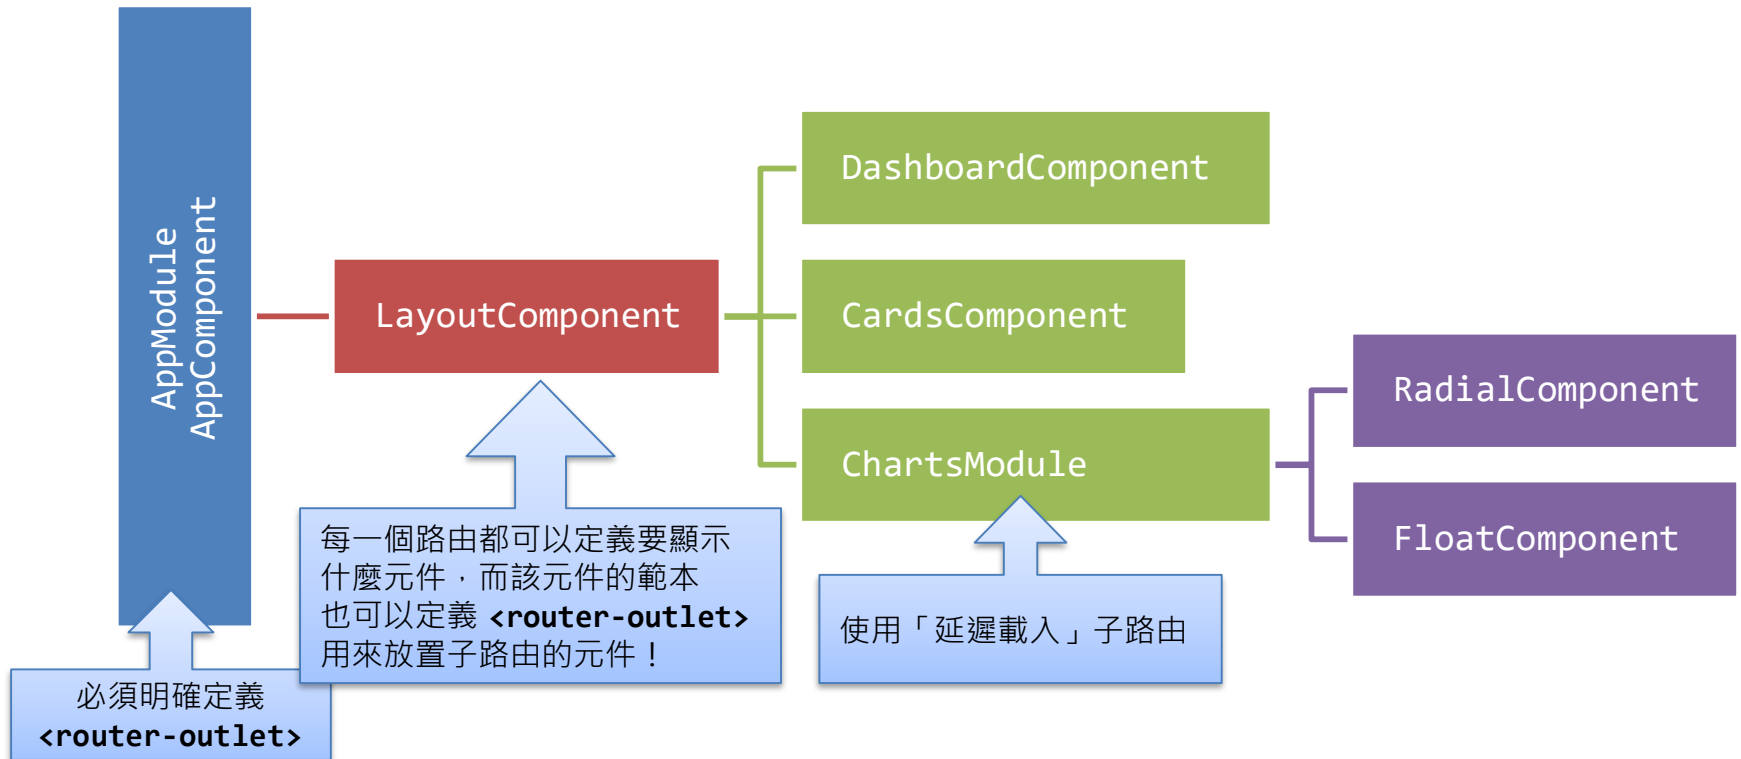 AppModule
AppComponent
LayoutComponent
DashboardComponent
CardsComponent
ChartsModule
RadialComponent
FloatComponent
每一個路由都可以定義要顯示
什麼元件，而該元件的範本
也可以定義 <router-outlet>
用來放置子路由的元件！
使用「延遲載入」子路由
必須明確定義
<router-outlet>